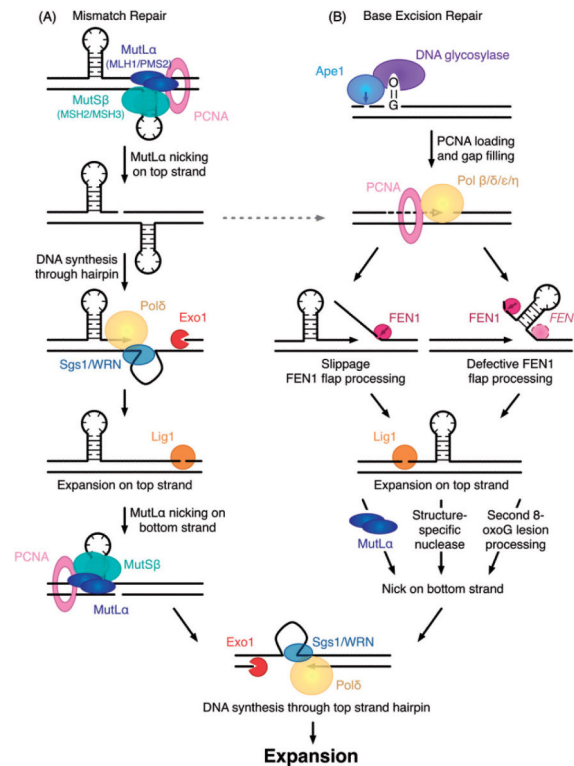 (A) Mismatch Repair
MutLα
(MLH1/PMS2)
MutSβ
(MSH2/MSH3)
PCNA
MutLα nicking
on top strand
DNA synthesis
through hairpin
Polδ
Exo1
Sgs1/WRN
Lig1
Expansion on top strand
MutLα nicking on
bottom strand
PCNA
MutSβ
MutLα
(B) Base Excision Repair
DNA glycosylase
Ape1
O
G
PCNA loading
and gap filling
PCNA
Pol β/δ/ε/η
FEN1
Slippage
FEN1 flap processing
FEN1
FEN
Defective FEN1
flap processing
Lig1
Expansion on top strand
MutLα
Structure-
specific
nuclease
Second 8-
oxoG lesion
processing
Nick on bottom strand
Exo1
Sgs1/WRN
Polδ
DNA synthesis through top strand hairpin
Expansion